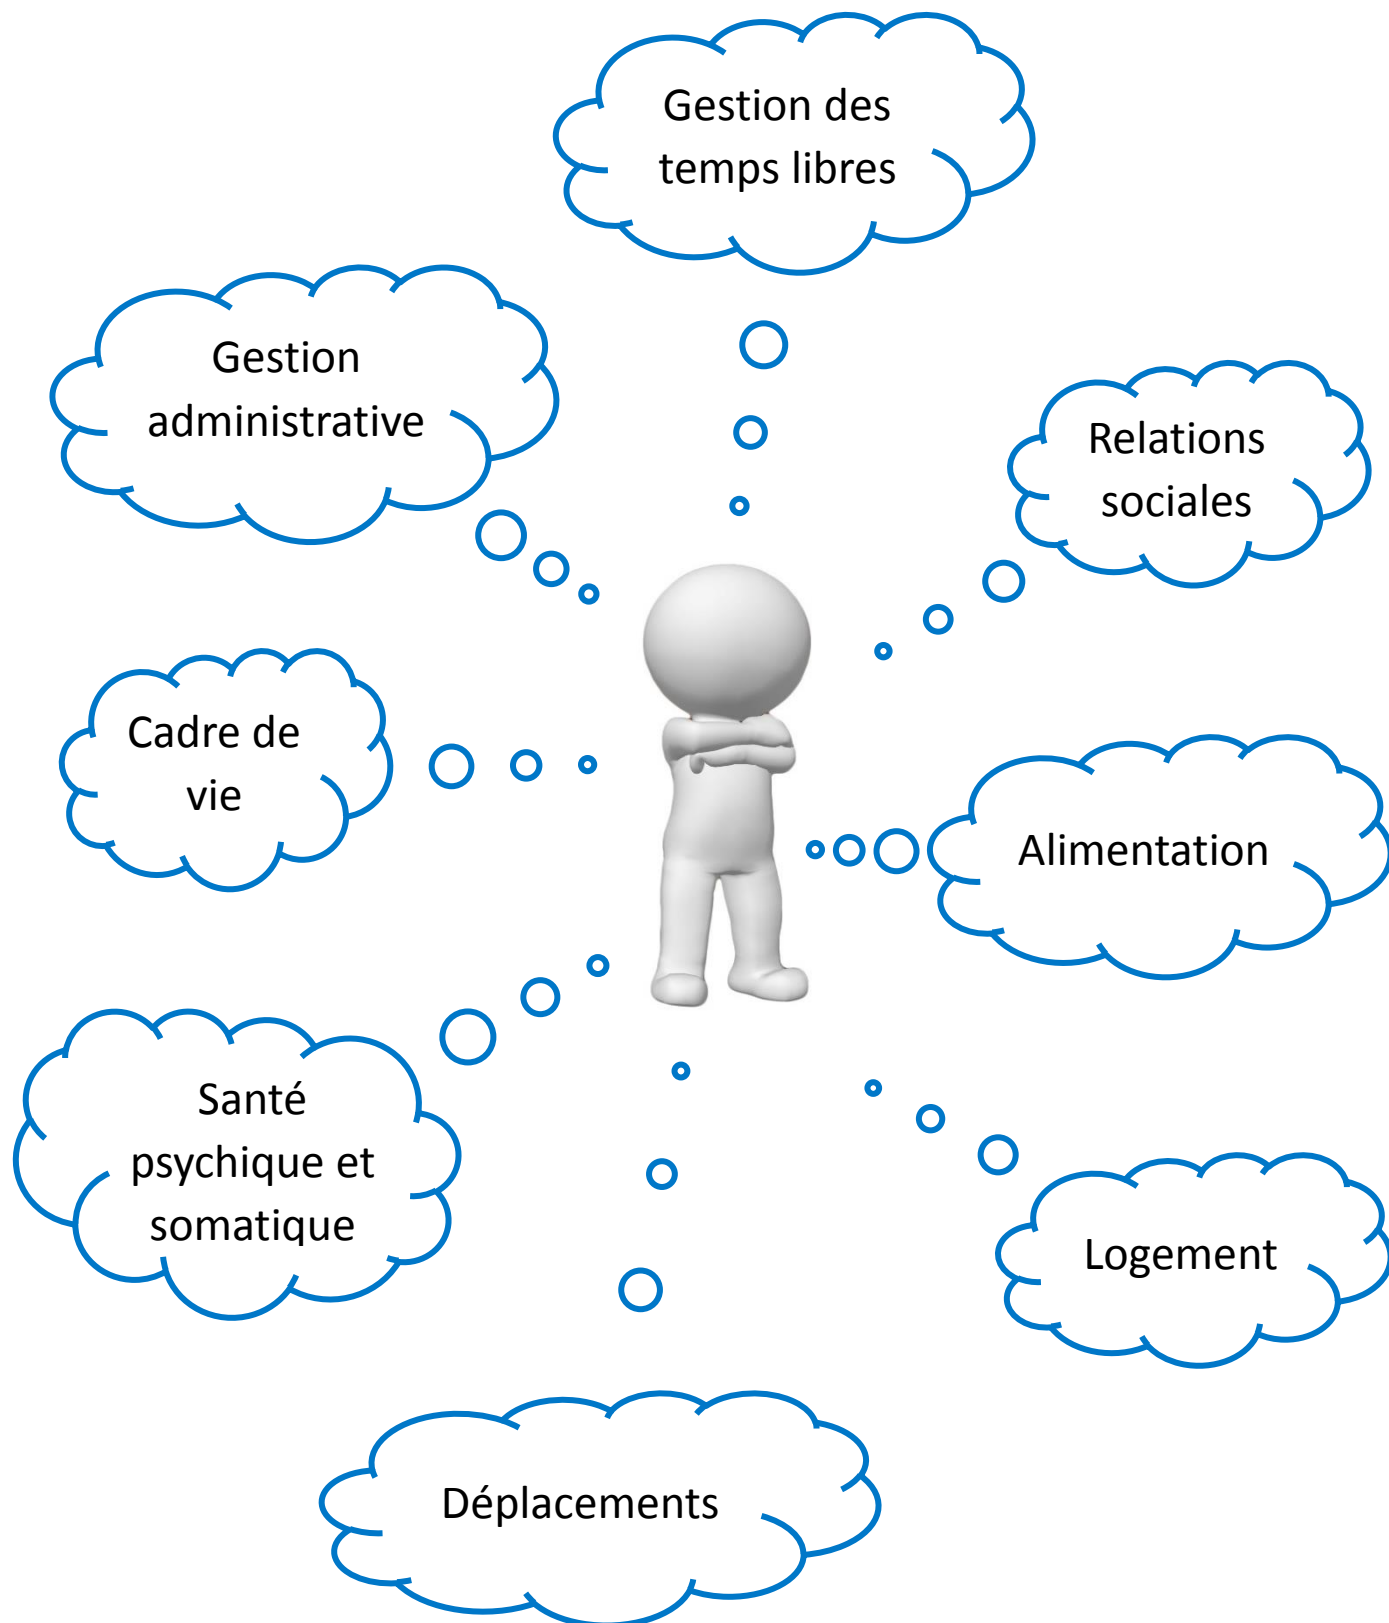 Gestion des
temps libres
Gestion
administrative
Relations
sociales
Cadre de
vie
Alimentation
Santé
psychique et
somatique
Logement
Déplacements